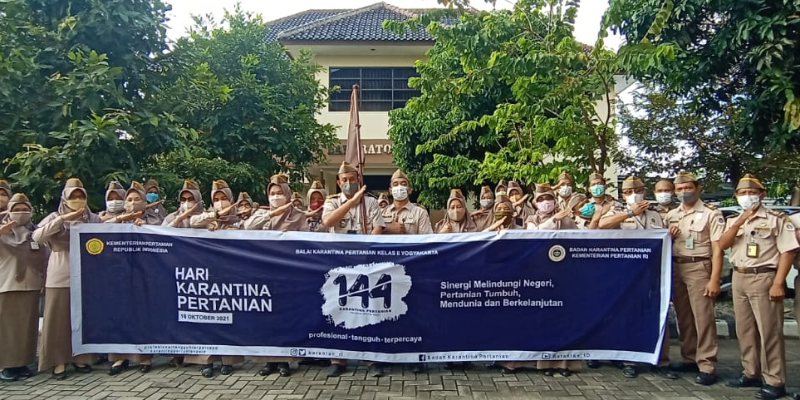 RATO
KEMENTERIAN PERTANIAN
REPUBLIK INDONESIA
BALAI KARANTINA PERTANIAN KELAS II YOGYAKARTA
BADAN KARANTINA PERTANIAN
KEMENTERIAN PERTANIAN RI
HARI
KARANTINA
PERTANIAN
18 OKTOBER 2021
144
KARANTINA PERTANIAN
profesional•tangguh•terpercaya
Sinergi Melindungi Negeri,
Pertanian Tumbuh,
Mendunia dan Berkelanjutan
Badan Karantina Pertanian